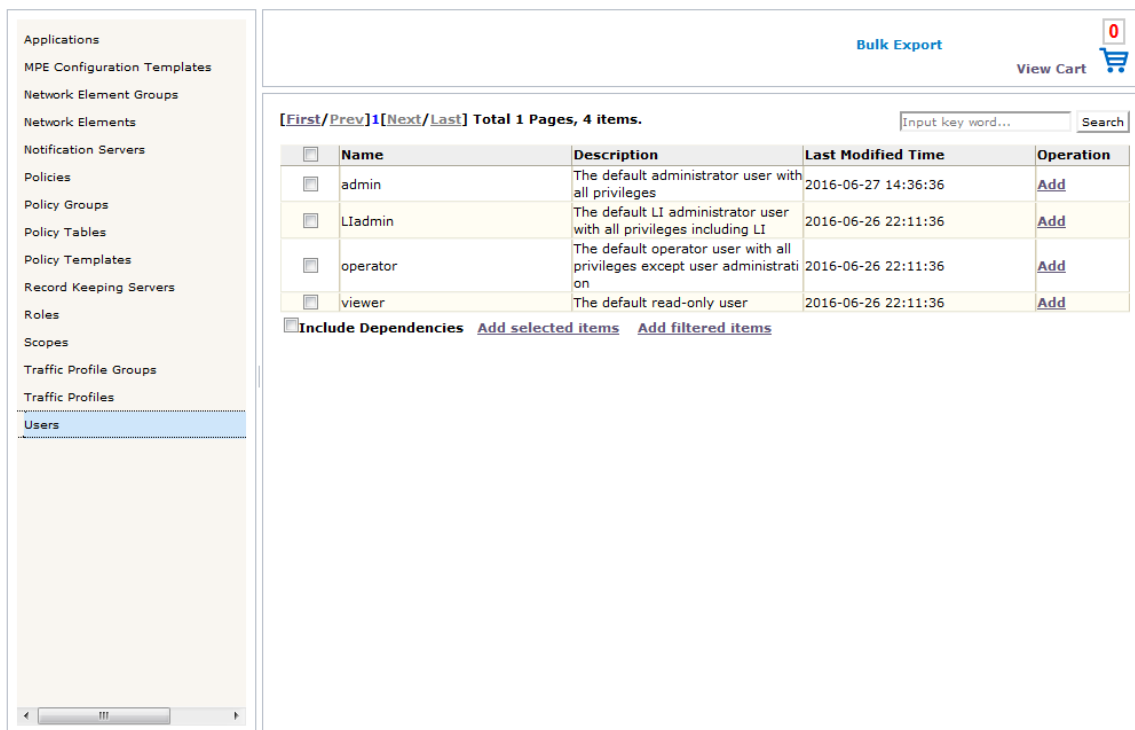 Applications
MPE Configuration Templates
Network Element Groups
Network Elements
Notification Servers
Policies
Policy Groups
Policy Tables
Policy Templates
Record Keeping Servers
Roles
Scopes
Traffic Profile Groups
Traffic Profiles
Users
Bulk Export
0
View Cart
[First/Prev]1[Next/Last] Total 1 Pages, 4 items.
Input key word... Search
Name Description Last Modified Time Operation
admin The default administrator user with
all privileges 2016-06-27 14:36:36 Add
LIadmin The default LI administrator user
with all privileges including LI 2016-06-26 22:11:36 Add
The default operator user with all
operator privileges except user administrati 2016-06-26 22:11:36 Add
on
viewer The default read-only user 2016-06-26 22:11:36 Add
Include Dependencies Add selected items Add filtered items